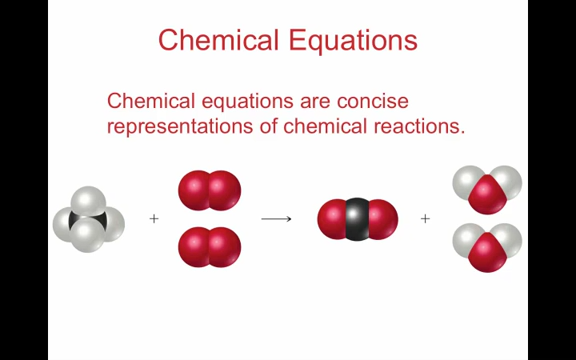 Chemical Equations
Chemical equations are concise
representations of chemical reactions.
+ → +